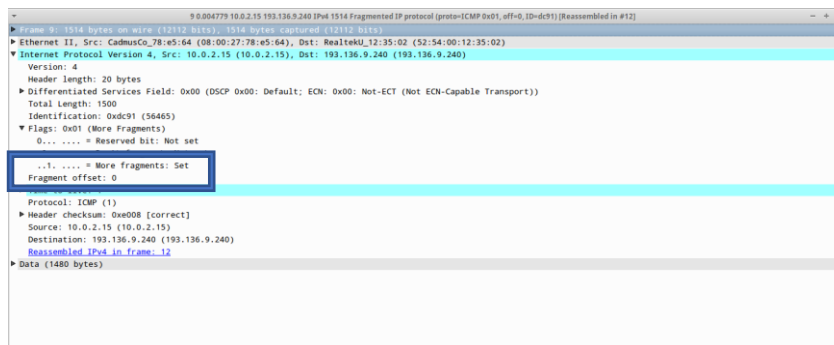 9 0.004779 10.0.2.15 193.136.9.240 IPv4 1514 Fragmented IP protocol (proto=ICMP 0x01, off=0, ID=dc91) [Reassembled in #12]
Frame 9: 1514 bytes on wire (12112 bits), 1514 bytes captured (12112 bits)
Ethernet II, Src: CadmusCo_78:e5:64 (08:00:27:78:e5:64), Dst: RealtekU_12:35:02 (52:54:00:12:35:02)
Internet Protocol Version 4, Src: 10.0.2.15 (10.0.2.15), Dst: 193.136.9.240 (193.136.9.240)
Version: 4
Header length: 20 bytes
Differentiated Services Field: 0x00 (DSCP 0x00: Default; ECN: 0x00: Not-ECT (Not ECN-Capable Transport))
Total Length: 1500
Identification: 0xdc91 (56465)
Flags: 0x01 (More Fragments)
0... .... = Reserved bit: Not set
..1. .... = More fragments: Set
Fragment offset: 0
Protocol: ICMP (1)
Header checksum: 0xe008 [correct]
Source: 10.0.2.15 (10.0.2.15)
Destination: 193.136.9.240 (193.136.9.240)
Reassembled IPv4 in frame: 12
Data (1480 bytes)